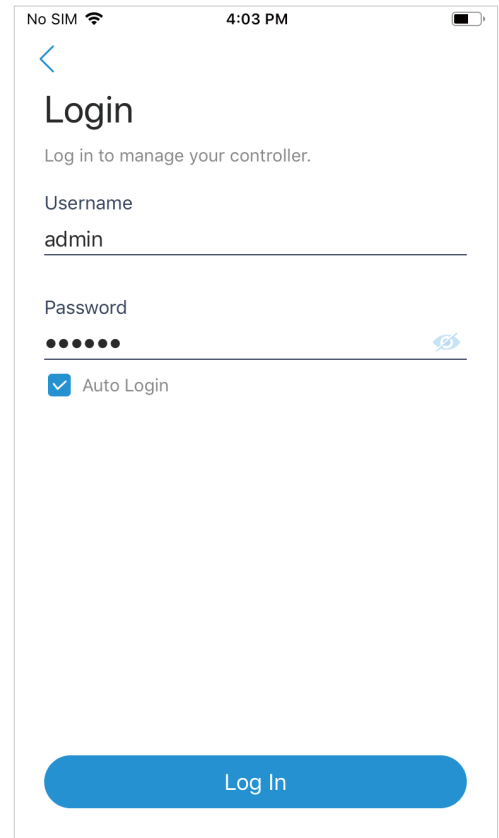 No SIM 4:03 PM
Login
Log in to manage your controller.
Username
admin
Password
••••••
Auto Login
Log In